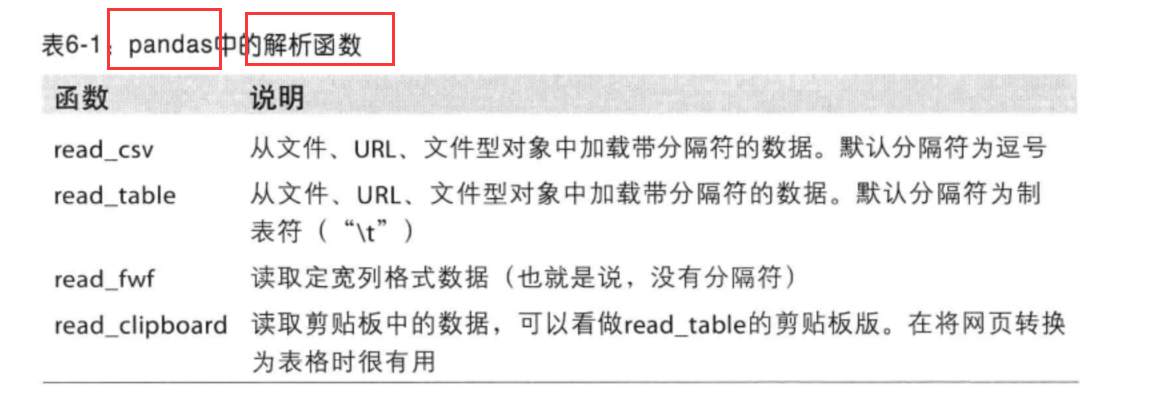 表6-1：pandas中的解析函数
函数 说明
read_csv 从文件、URL、文件型对象中加载带分隔符的数据。默认分隔符为逗号
read_table 从文件、URL、文件型对象中加载带分隔符的数据。默认分隔符为制
表符（“\t”）
read_fwf 读取定宽列格式数据（也就是说，没有分隔符）
read_clipboard 读取剪贴板中的数据，可以看做read_table的剪贴板版。在将网页转换
为表格时很有用